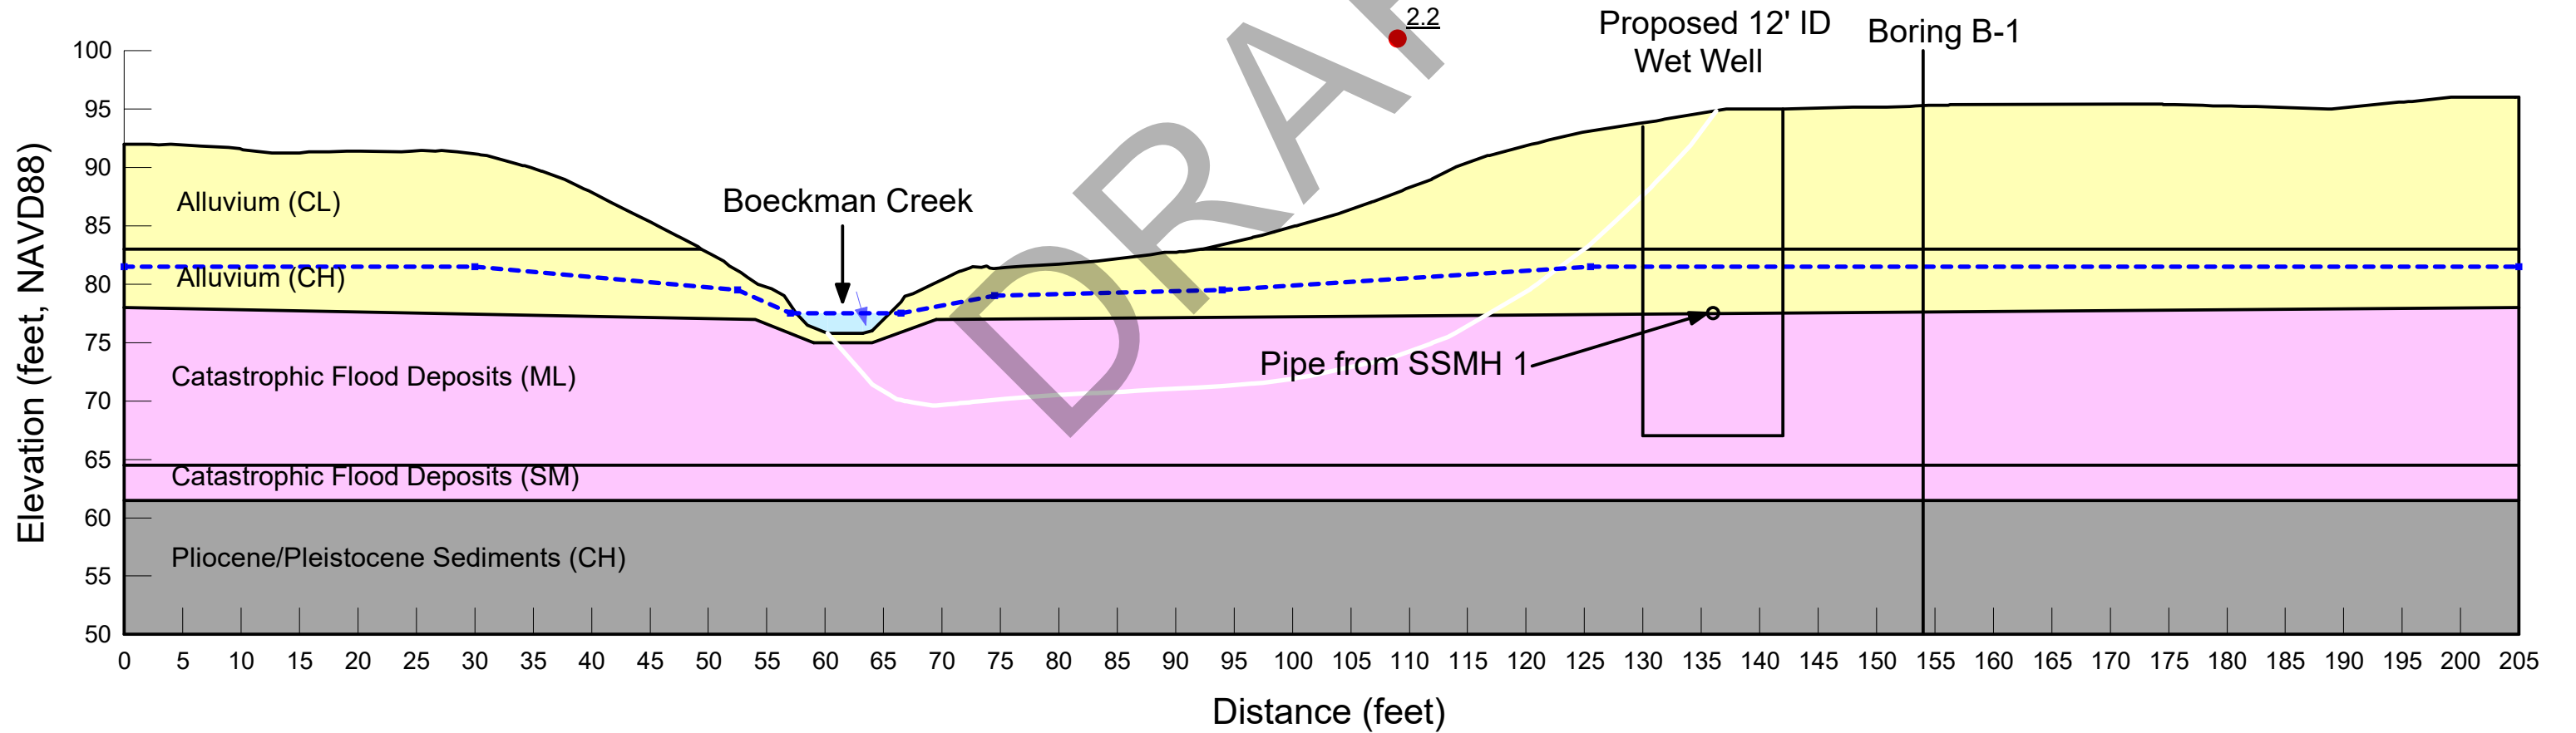 2.2
Proposed 12' ID
Wet Well
Boring B-1
100
95
90
85
80
75
70
65
60
55
50
Elevation (feet, NAVD88)
Alluvium (CL)
Boeckman Creek
Alluvium (CH)
Pipe from SSMH 1
Catastrophic Flood Deposits (ML)
Catastrophic Flood Deposits (SM)
Pliocene/Pleistocene Sediments (CH)
0 5 10 15 20 25 30 35 40 45 50 55 60 65 70 75 80 85 90 95 100 105 110 115 120 125 130 135 140 145 150 155 160 165 170 175 180 185 190 195 200 205
Distance (feet)